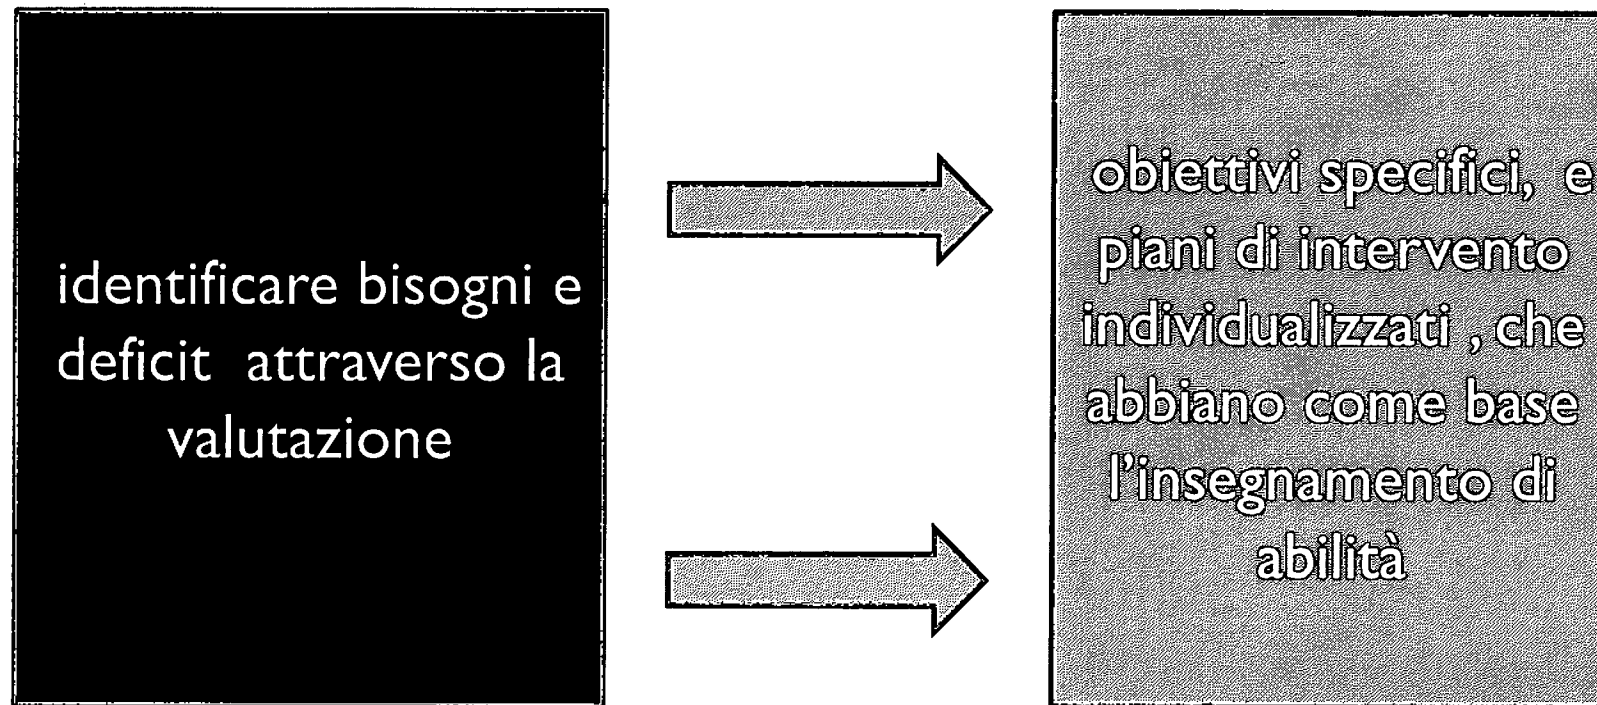 identificare bisogni e
deficit attraverso la
valutazione
obiettivi specifici, e
piani di intervento
individualizzati , che
abbiano come base
l'insegnamento di
abilità